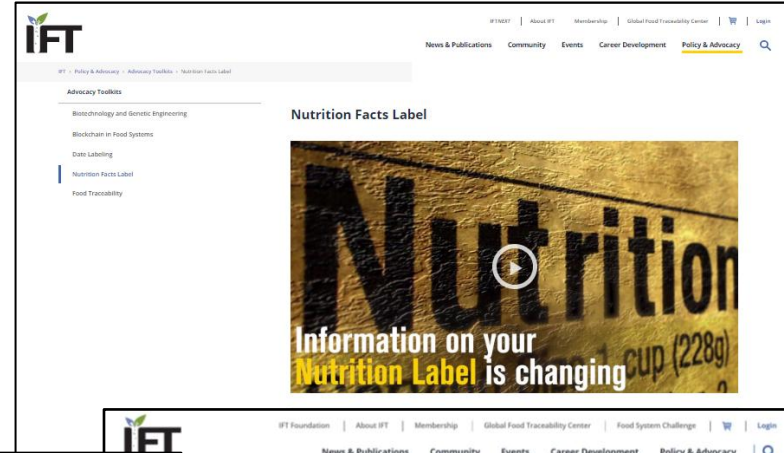 IFT
IFTNEXT | About IFT Membership | Global Food Traceability Center | Login
News & Publications Community Events Career Development Policy & Advocacy
IFT > Policy & Advocacy > Advocacy Toolkits > Nutrition Facts Label
Advocacy Toolkits
Biotechnology and Genetic Engineering
Blockchain in Food Systems
Date Labeling
Nutrition Facts Label
Food Traceability
Nutrition Facts Label
Nutrition
cup (228g)
Information on your
Nutrition Label is changing
IFT
IFT Foundation | About IFT | Membership | Global Food Traceability Center | Food System Challenge | Login
News & Publications Community Events Career Development Policy & Advocacy